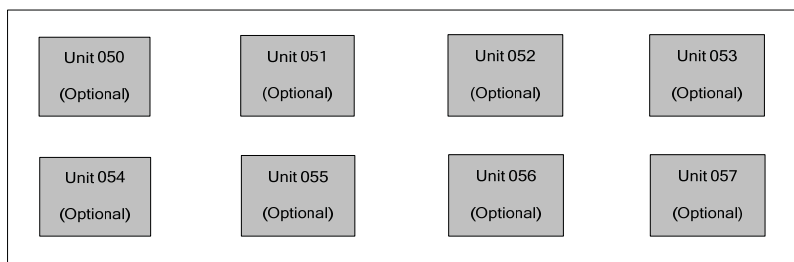 Unit 050
(Optional)
Unit 051
(Optional)
Unit 052
(Optional)
Unit 053
(Optional)
Unit 054
(Optional)
Unit 055
(Optional)
Unit 056
(Optional)
Unit 057
(Optional)